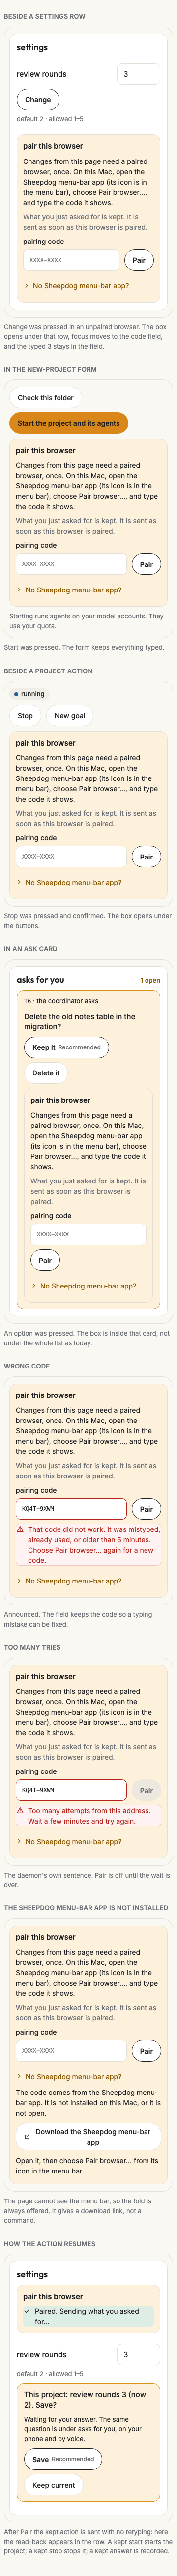 BESIDE A SETTINGS ROW
settings
review rounds
3
Change
default 2 · allowed 1–5
pair this browser
Changes from this page need a paired
browser, once. On this Mac, open the
Sheepdog menu-bar app (its icon is in
the menu bar), choose Pair browser…,
and type the code it shows.
What you just asked for is kept. It is
sent as soon as this browser is paired.
pairing code
XXXX–XXXX
Pair
No Sheepdog menu-bar app?
Change was pressed in an unpaired browser. The box
opens under that row, focus moves to the code field,
and the typed 3 stays in the field.
IN THE NEW-PROJECT FORM
Check this folder
Start the project and its agents
pair this browser
Changes from this page need a paired
browser, once. On this Mac, open the
Sheepdog menu-bar app (its icon is in the
menu bar), choose Pair browser…, and type
the code it shows.
What you just asked for is kept. It is sent as
soon as this browser is paired.
pairing code
XXXX–XXXX
Pair
No Sheepdog menu-bar app?
Starting runs agents on your model accounts. They
use your quota.
Start was pressed. The form keeps everything typed.
BESIDE A PROJECT ACTION
running
Stop
New goal
pair this browser
Changes from this page need a paired
browser, once. On this Mac, open the
Sheepdog menu-bar app (its icon is in the
menu bar), choose Pair browser…, and type
the code it shows.
What you just asked for is kept. It is sent as
soon as this browser is paired.
pairing code
XXXX–XXXX
Pair
No Sheepdog menu-bar app?
Stop was pressed and confirmed. The box opens under
the buttons.
IN AN ASK CARD
asks for you
1 open
T6 · the coordinator asks
Delete the old notes table in the
migration?
Keep it Recommended
Delete it
pair this browser
Changes from this page need a
paired browser, once. On this Mac,
open the Sheepdog menu-bar app
(its icon is in the menu bar), choose
Pair browser…, and type the code it
shows.
What you just asked for is kept. It is
sent as soon as this browser is
paired.
pairing code
XXXX–XXXX
Pair
No Sheepdog menu-bar app?
An option was pressed. The box is inside that card, not
under the whole list as today.
WRONG CODE
pair this browser
Changes from this page need a paired
browser, once. On this Mac, open the
Sheepdog menu-bar app (its icon is in the
menu bar), choose Pair browser…, and type
the code it shows.
What you just asked for is kept. It is sent as
soon as this browser is paired.
pairing code
KQ4T–9XWM
Pair
That code did not work. It was mistyped,
already used, or older than 5 minutes.
Choose Pair browser… again for a new
code.
No Sheepdog menu-bar app?
Announced. The field keeps the code so a typing
mistake can be fixed.
TOO MANY TRIES
pair this browser
Changes from this page need a paired
browser, once. On this Mac, open the
Sheepdog menu-bar app (its icon is in the
menu bar), choose Pair browser…, and type
the code it shows.
What you just asked for is kept. It is sent as
soon as this browser is paired.
pairing code
KQ4T–9XWM
Pair
Too many attempts from this address.
Wait a few minutes and try again.
No Sheepdog menu-bar app?
The daemon's own sentence. Pair is off until the wait is
over.
THE SHEEPDOG MENU-BAR APP IS NOT INSTALLED
pair this browser
Changes from this page need a paired
browser, once. On this Mac, open the
Sheepdog menu-bar app (its icon is in the
menu bar), choose Pair browser…, and type
the code it shows.
What you just asked for is kept. It is sent as
soon as this browser is paired.
pairing code
XXXX–XXXX
Pair
No Sheepdog menu-bar app?
The code comes from the Sheepdog menu-
bar app. It is not installed on this Mac, or it is
not open.
Download the Sheepdog menu-bar
app
Open it, then choose Pair browser… from its
icon in the menu bar.
The page cannot see the menu bar, so the fold is
always offered. It gives a download link, not a
command.
HOW THE ACTION RESUMES
settings
pair this browser
Paired. Sending what you asked
for…
review rounds
3
default 2 · allowed 1–5
This project: review rounds 3 (now
2). Save?
Waiting for your answer. The same
question is under asks for you, on your
phone and by voice.
Save Recommended
Keep current
After Pair the kept action is sent with no retyping: here
the read-back appears in the row. A kept start starts the
project; a kept stop stops it; a kept answer is recorded.